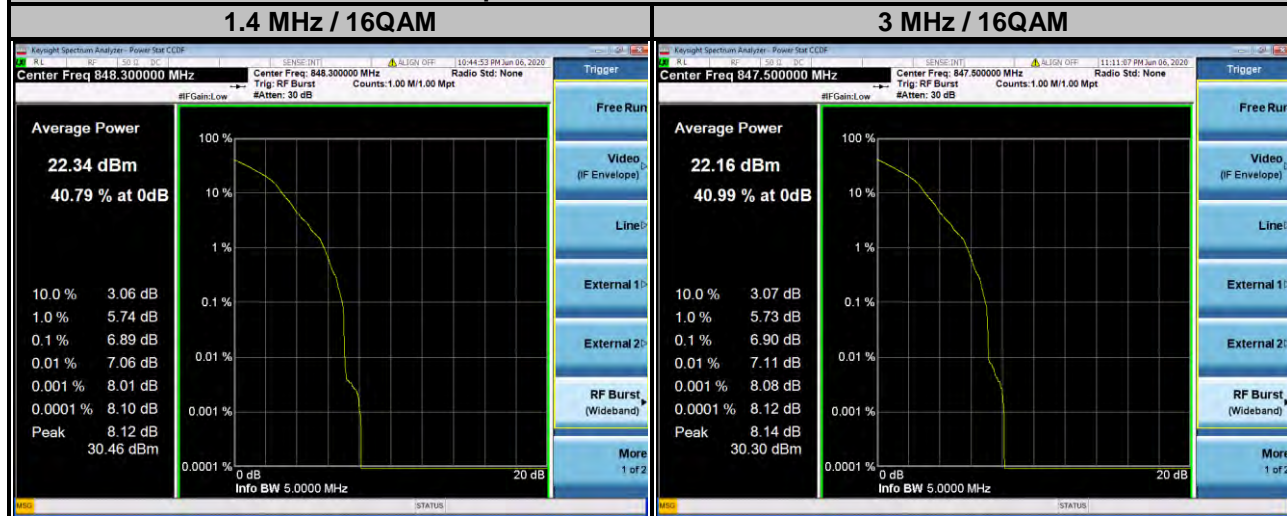 1.4 MHz / 16QAM
3 MHz / 16QAM
Keysight Spectrum Analyzer - Power Stat CCDF
RL RF 50 Ω DC SENSE:INT ALIGN OFF 10:44:53 PM Jun 06, 2020
Center Freq 848.300000 MHz
Center Freq: 848.300000 MHz
Radio Std: None
Trig: RF Burst
Counts:1.00 M/1.00 Mpt
#IFGain:Low
#Atten: 30 dB
Average Power
22.34 dBm
40.79 % at 0dB
10.0 % 3.06 dB
1.0 % 5.74 dB
0.1 % 6.89 dB
0.01 % 7.06 dB
0.001 % 8.01 dB
0.0001 % 8.10 dB
Peak 8.12 dB
30.46 dBm
100 %
10 %
1 %
0.1 %
0.01 %
0.001 %
0.0001 %
0 dB
20 dB
Info BW 5.0000 MHz
Trigger
Free Run
Video
(IF Envelope)
Line
External 1
External 2
RF Burst
(Wideband)
More
1 of 2
MSG
STATUS
Keysight Spectrum Analyzer - Power Stat CCDF
RL RF 50 Ω DC SENSE:INT ALIGN OFF 11:11:07 PM Jun 06, 2020
Center Freq 847.500000 MHz
Center Freq: 847.500000 MHz
Radio Std: None
Trig: RF Burst
Counts:1.00 M/1.00 Mpt
#IFGain:Low
#Atten: 30 dB
Average Power
22.16 dBm
40.99 % at 0dB
10.0 % 3.07 dB
1.0 % 5.73 dB
0.1 % 6.90 dB
0.01 % 7.11 dB
0.001 % 8.08 dB
0.0001 % 8.12 dB
Peak 8.14 dB
30.30 dBm
100 %
10 %
1 %
0.1 %
0.01 %
0.001 %
0.0001 %
0 dB
20 dB
Info BW 5.0000 MHz
Trigger
Free Run
Video
(IF Envelope)
Line
External 1
External 2
RF Burst
(Wideband)
More
1 of 2
MSG
STATUS